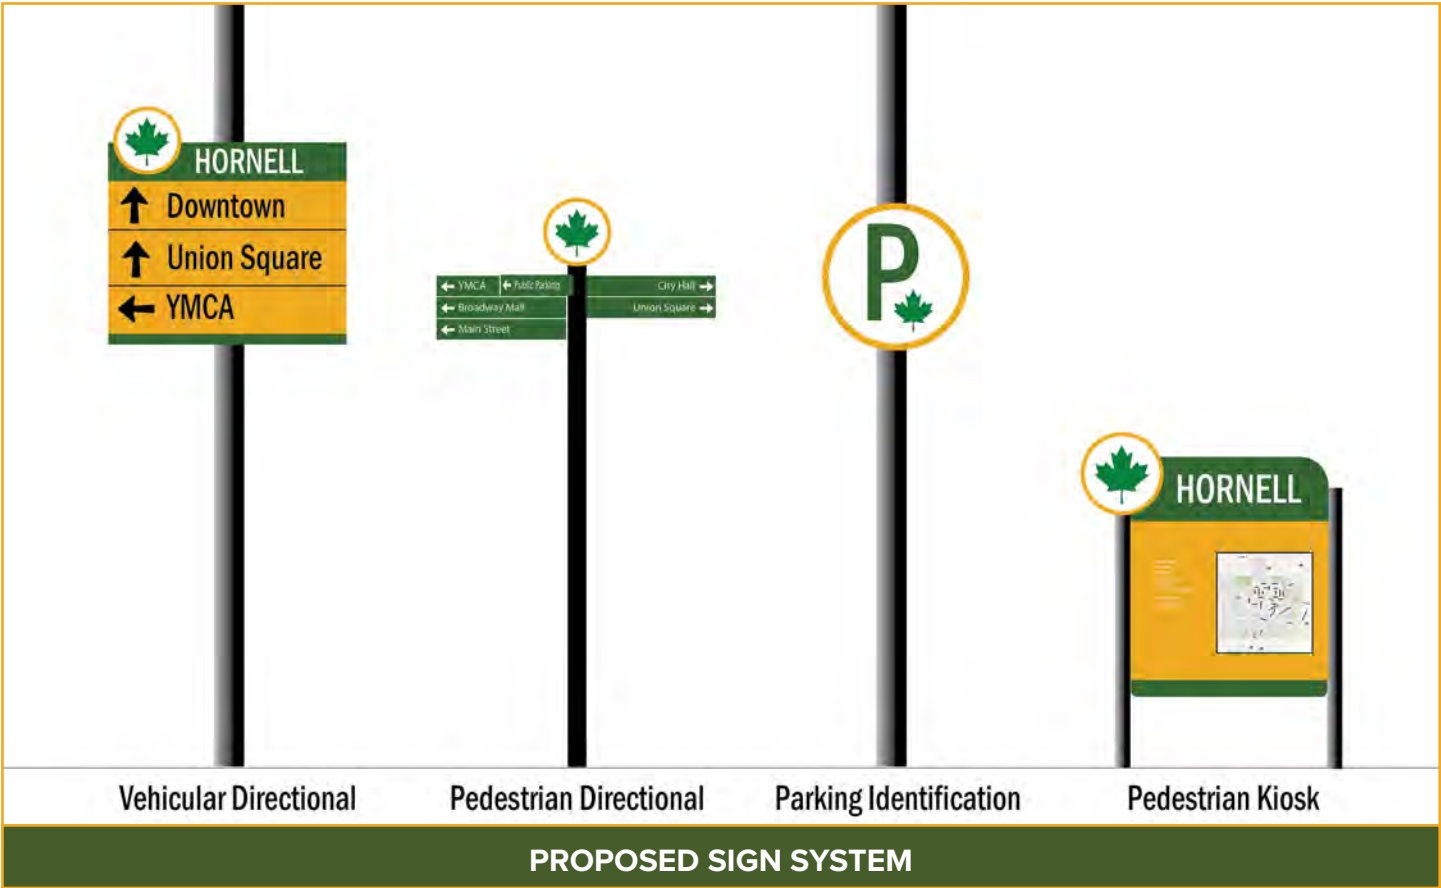 HORNELL
Downtown
Union Square
YMCA
YMCA
Public Parking
Broadway Mall
Main Street
City Hall
Union Square
P
HORNELL
Vehicular Directional
Pedestrian Directional
Parking Identification
Pedestrian Kiosk
PROPOSED SIGN SYSTEM